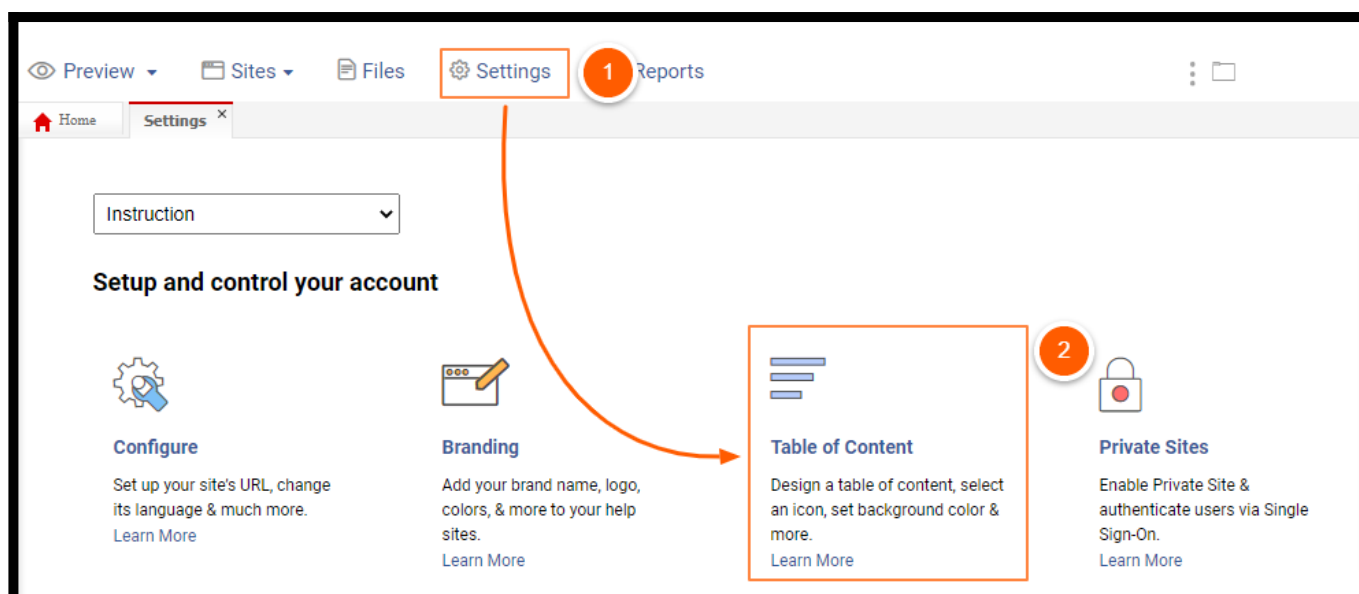 Preview Sites Files Settings 1 Reports
Home Settings ×
Instruction
Setup and control your account
2
Configure
Set up your site's URL, change
its language & much more.
Learn More
Branding
Add your brand name, logo,
colors, & more to your help
sites.
Learn More
Table of Content
Design a table of content, select
an icon, set background color &
more.
Learn More
Private Sites
Enable Private Site &
authenticate users via Single
Sign-On.
Learn More